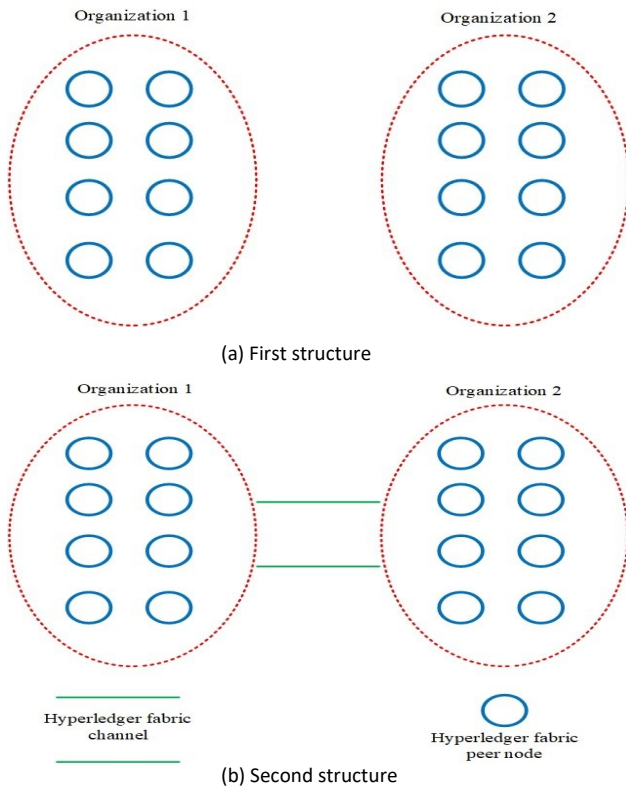 Organization 1
Organization 2
(a) First structure
Organization 1
Organization 2
Hyperledger fabric
channel
Hyperledger fabric
peer node
(b) Second structure